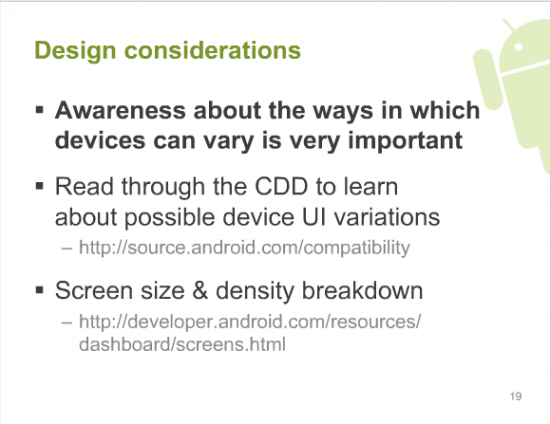 Design considerations
▪ Awareness about the ways in which
devices can vary is very important
▪ Read through the CDD to learn
about possible device UI variations
– http://source.android.com/compatibility
▪ Screen size & density breakdown
– http://developer.android.com/resources/
dashboard/screens.html
19